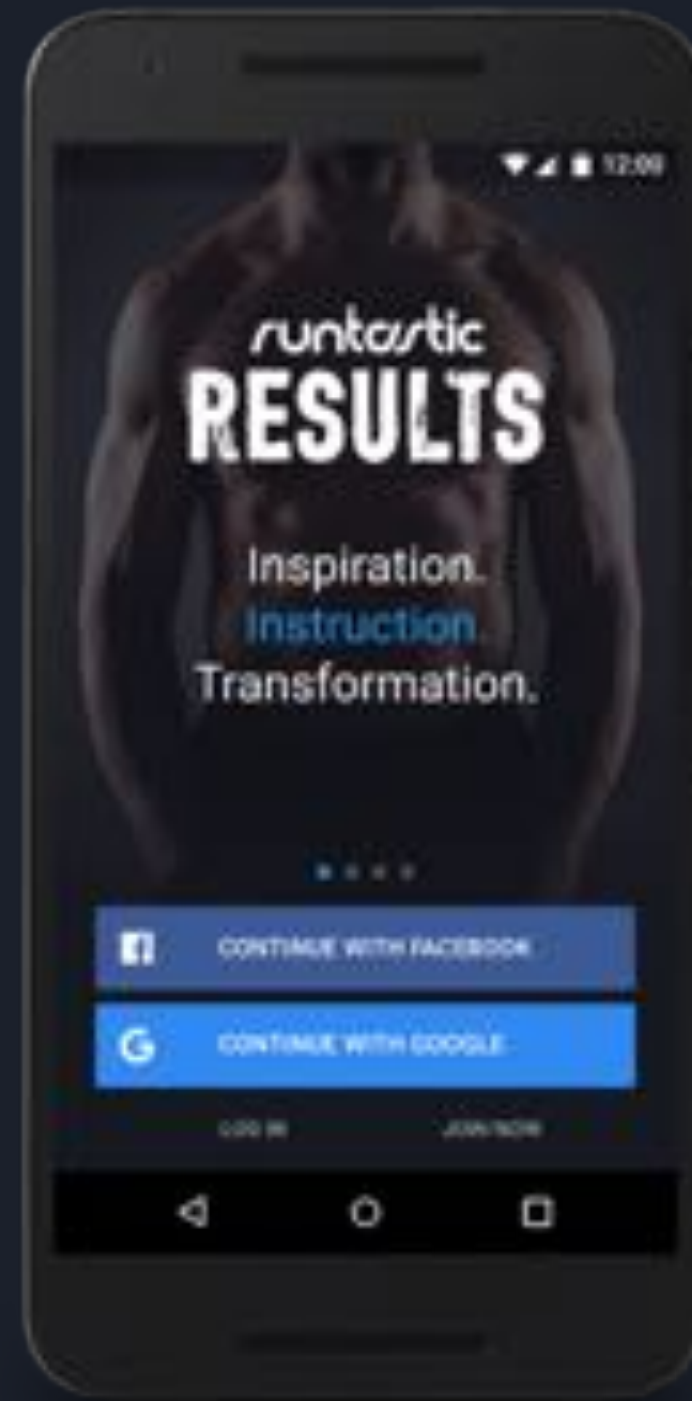 12:00
runtastic
RESULTS
Inspiration.
Instruction.
Transformation.
CONTINUE WITH FACEBOOK
G CONTINUE WITH GOOGLE
LOG IN JOIN NOW